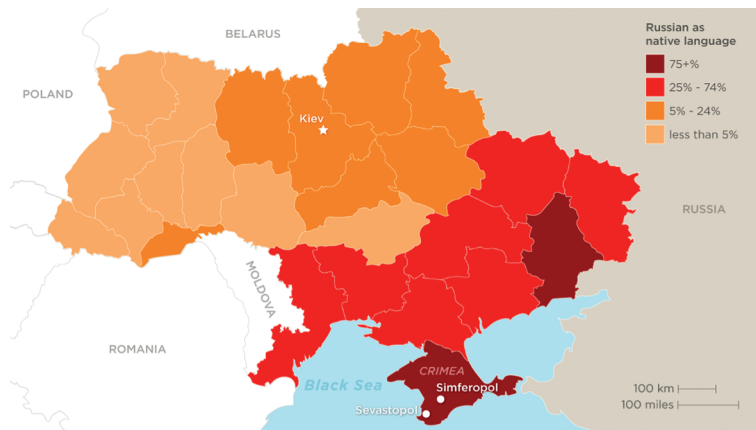 BELARUS
Russian as
native language
75+%
25% - 74%
5% - 24%
less than 5%
POLAND
Kiev
RUSSIA
MOLDOVA
ROMANIA
CRIMEA
Black Sea
Simferopol
Sevastopol
100 km
100 miles